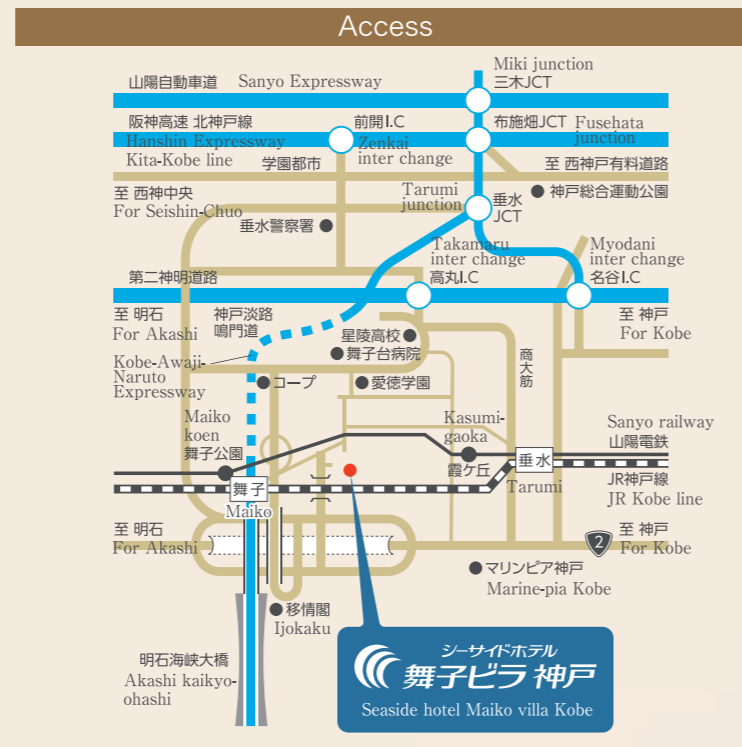 Access
Miki junction
山陽自動車道 Sanyo Expressway 三木JCT
阪神高速 北神戸線 前開I.C 布施畑JCT Fusehata
Hanshin Expressway Zenkai junction
Kita-Kobe line 学園都市 inter change 至 西神戸有料道路
至 西神中央 Tarumi 垂水 神戸総合運動公園
For Seishin-Chuo junction JCT
垂水警察署
Takamaru Myodani
inter change inter change
第二神明道路 高丸I.C 名谷I.C
至 明石 神戸淡路 至 神戸
For Akashi 鳴門道 For Kobe
星陵高校
舞子台病院
Kobe-Awaji-
Naruto
Expressway
コープ 愛徳学園
商大筋
Maiko
koen
舞子公園
Kasumi-
gaoka
霞ケ丘
垂水
Tarumi
Sanyo railway
山陽電鉄
JR神戸線
JR Kobe line
舞子
Maiko
至 明石
For Akashi
2
至 神戸
For Kobe
マリンピア神戸
Marine-pia Kobe
移情閣
Ijokaku
明石海峡大橋
Akashi kaikyo-
ohashi
シーサイドホテル
舞子ビラ 神戸
Seaside hotel Maiko villa Kobe